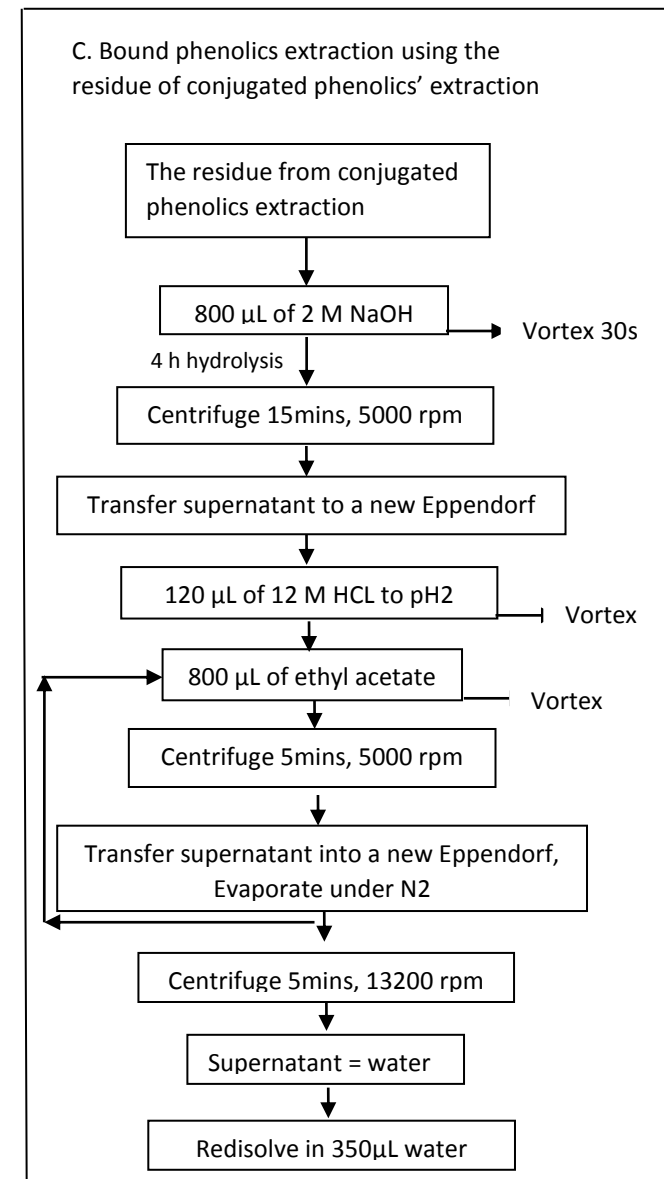 C. Bound phenolics extraction using the
residue of conjugated phenolics’ extraction
The residue from conjugated
phenolics extraction
800 µL of 2 M NaOH
Vortex 30s
4 h hydrolysis
Centrifuge 15mins, 5000 rpm
Transfer supernatant to a new Eppendorf
120 µL of 12 M HCL to pH2
Vortex
800 µL of ethyl acetate
Vortex
Centrifuge 5mins, 5000 rpm
Transfer supernatant into a new Eppendorf,
Evaporate under N2
Centrifuge 5mins, 13200 rpm
Supernatant = water
Redisolve in 350µL water